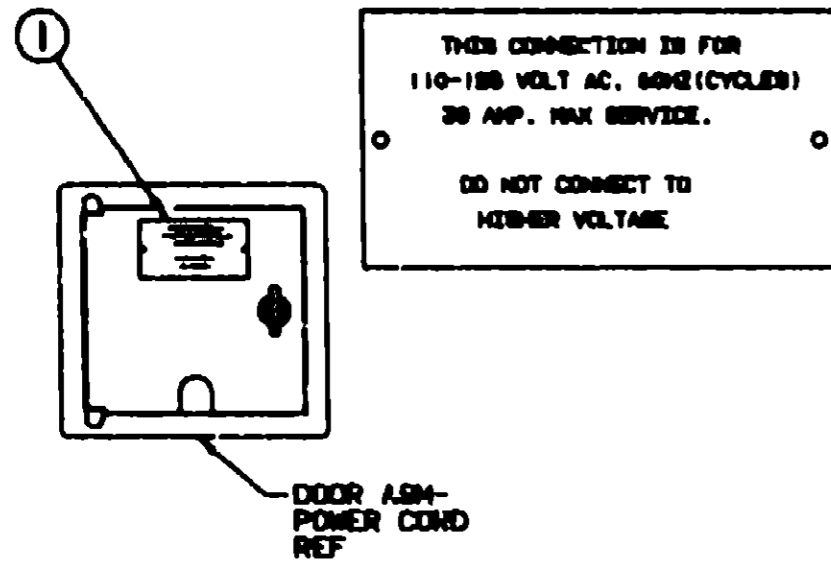 1
THIS CONNECTION IS FOR
110-125 VOLT AC, 60HZ(CYCLES)
30 AMP. MAX SERVICE.
DO NOT CONNECT TO
HIGHER VOLTAGE
DOOR ASM-
POWER CORD
REF